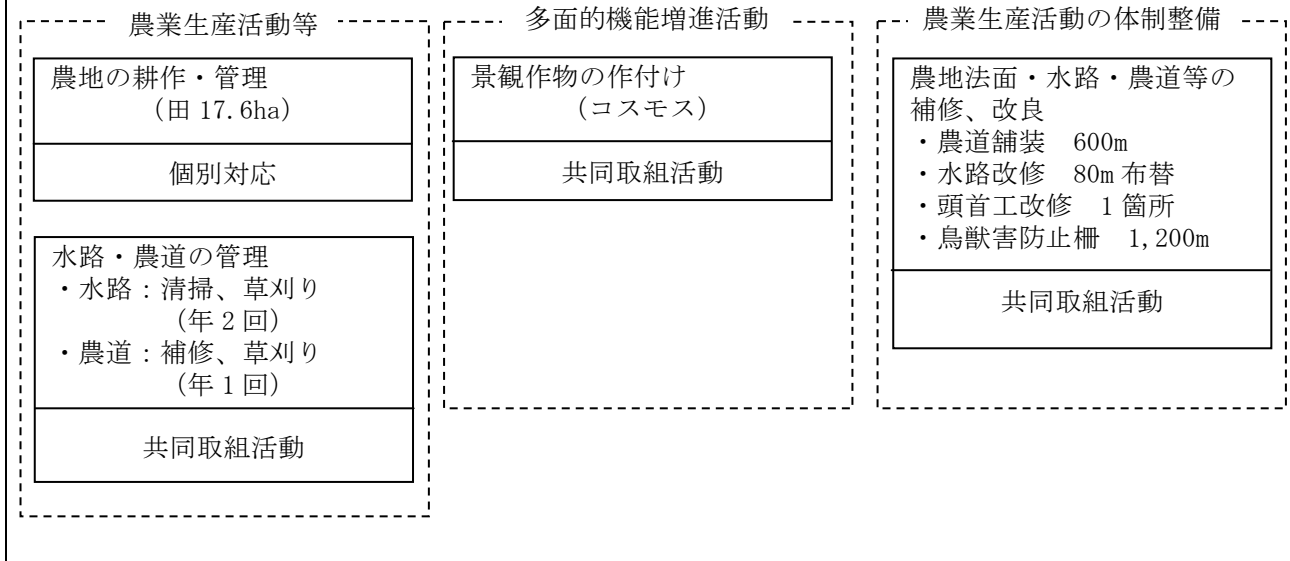 農業生産活動等
農地の耕作・管理
（田 17.6ha）
個別対応
水路・農道の管理
・水路：清掃、草刈り
（年 2 回）
・農道：補修、草刈り
（年 1 回）
共同取組活動
多面的機能増進活動
景観作物の作付け
（コスモス）
共同取組活動
農業生産活動の体制整備
農地法面・水路・農道等の
補修、改良
・農道舗装　600m
・水路改修　80m 布替
・頭首工改修　1 箇所
・鳥獣害防止柵　1,200m
共同取組活動